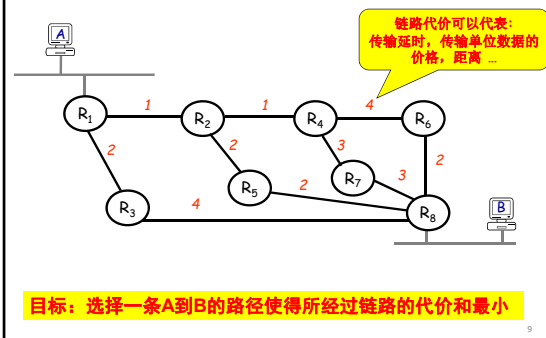 链路代价可以代表：
传输延时，传输单位数据的
价格，距离 …
A
R1
1
R2
1
R4
4
R6
2
2
3
2
R3
4
R5
2
R7
3
R8
B
目标：选择一条A到B的路径使得所经过链路的代价和最小
9